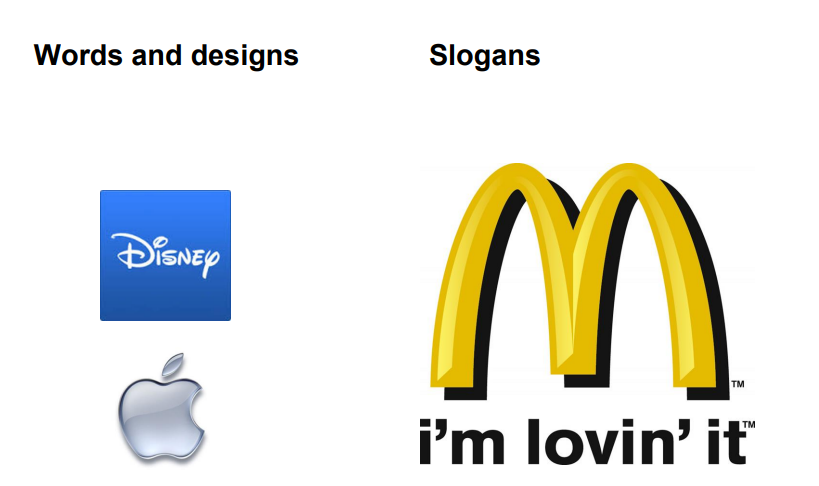 Words and designs
Slogans
Disney
TM
i'm lovin' it™